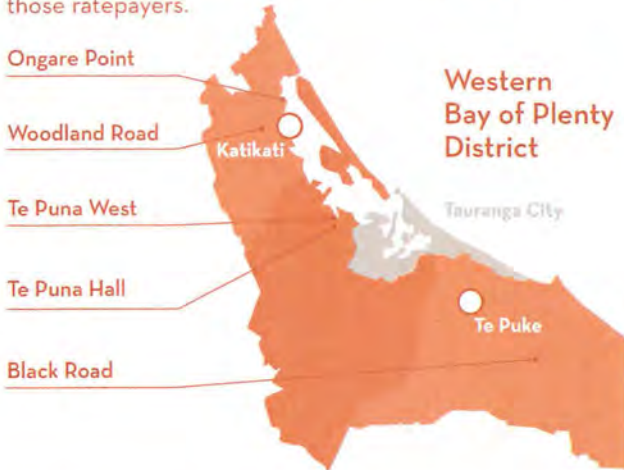 those ratepayers.
Ongare Point
Woodland Road
Te Puna West
Te Puna Hall
Black Road
Katikati
Western
Bay of Plenty
District
Tauranga City
Te Puke